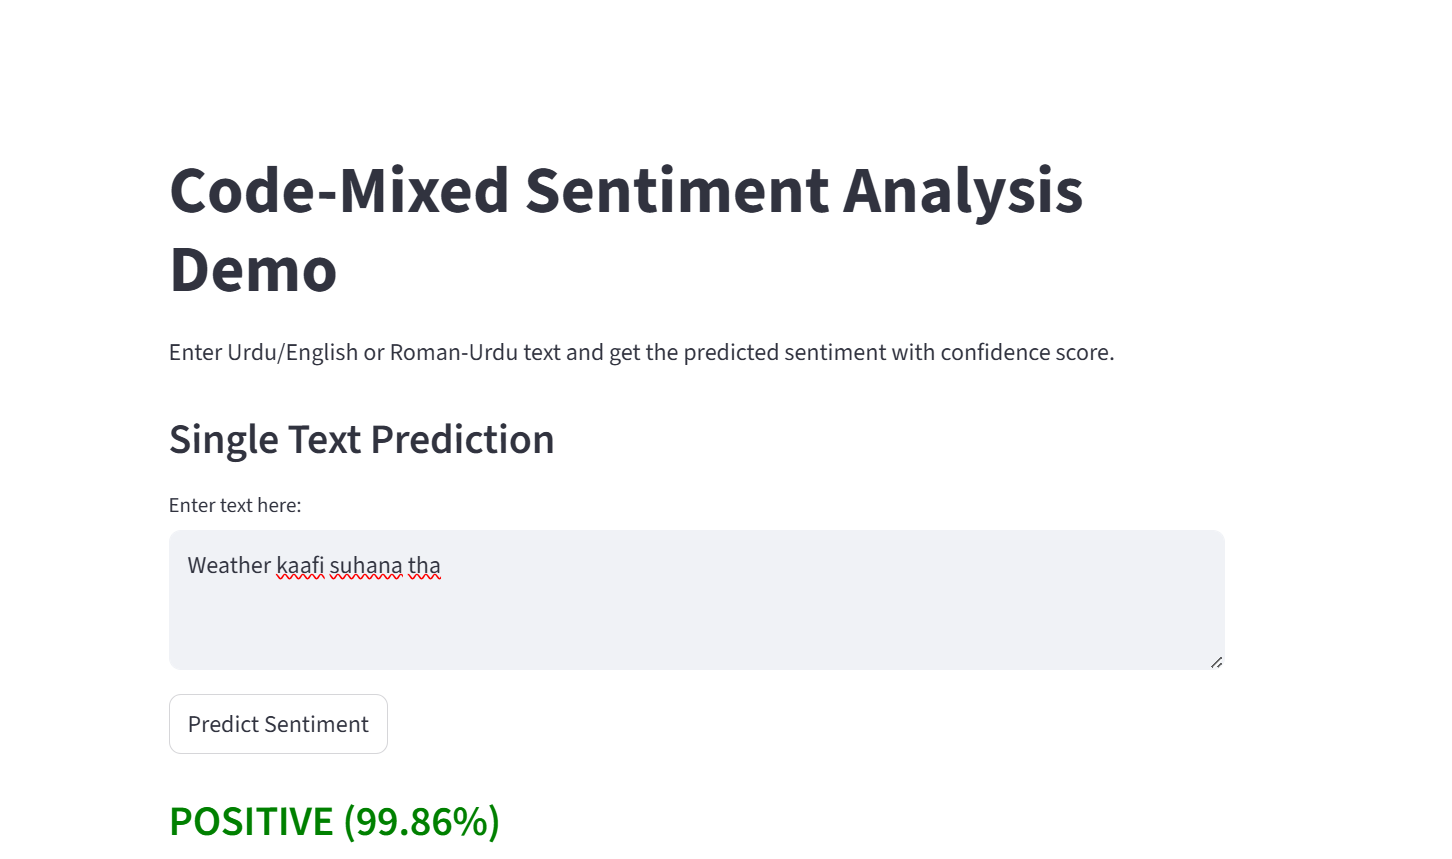 Code-Mixed Sentiment Analysis
Demo
Enter Urdu/English or Roman-Urdu text and get the predicted sentiment with confidence score.
Single Text Prediction
Enter text here:
Weather kaafi suhana tha
Predict Sentiment
POSITIVE (99.86%)